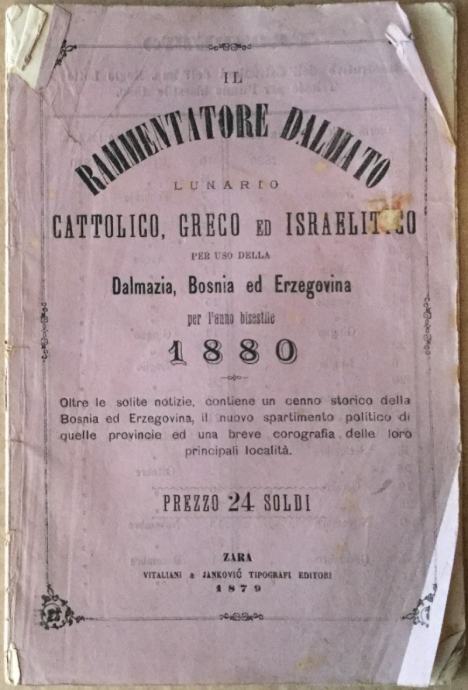 IL
RAMMENTATORE DALMATO
LUNARIO
CATTOLICO, GRECO ED ISRAELITICO
PER USO DELLA
Dalmazia, Bosnia ed Erzegovina
per l'anno bisestile
1880
Oltre le solite notizie, contiene un cenno storico della
Bosnia ed Erzegovina, il nuovo spartimento politico di
quelle provincie ed una breve corografia delle loro
principali località.
PREZZO 24 SOLDI
ZARA
VITALIANI & JANKOVIĆ TIPOGRAFI EDITORI
1879